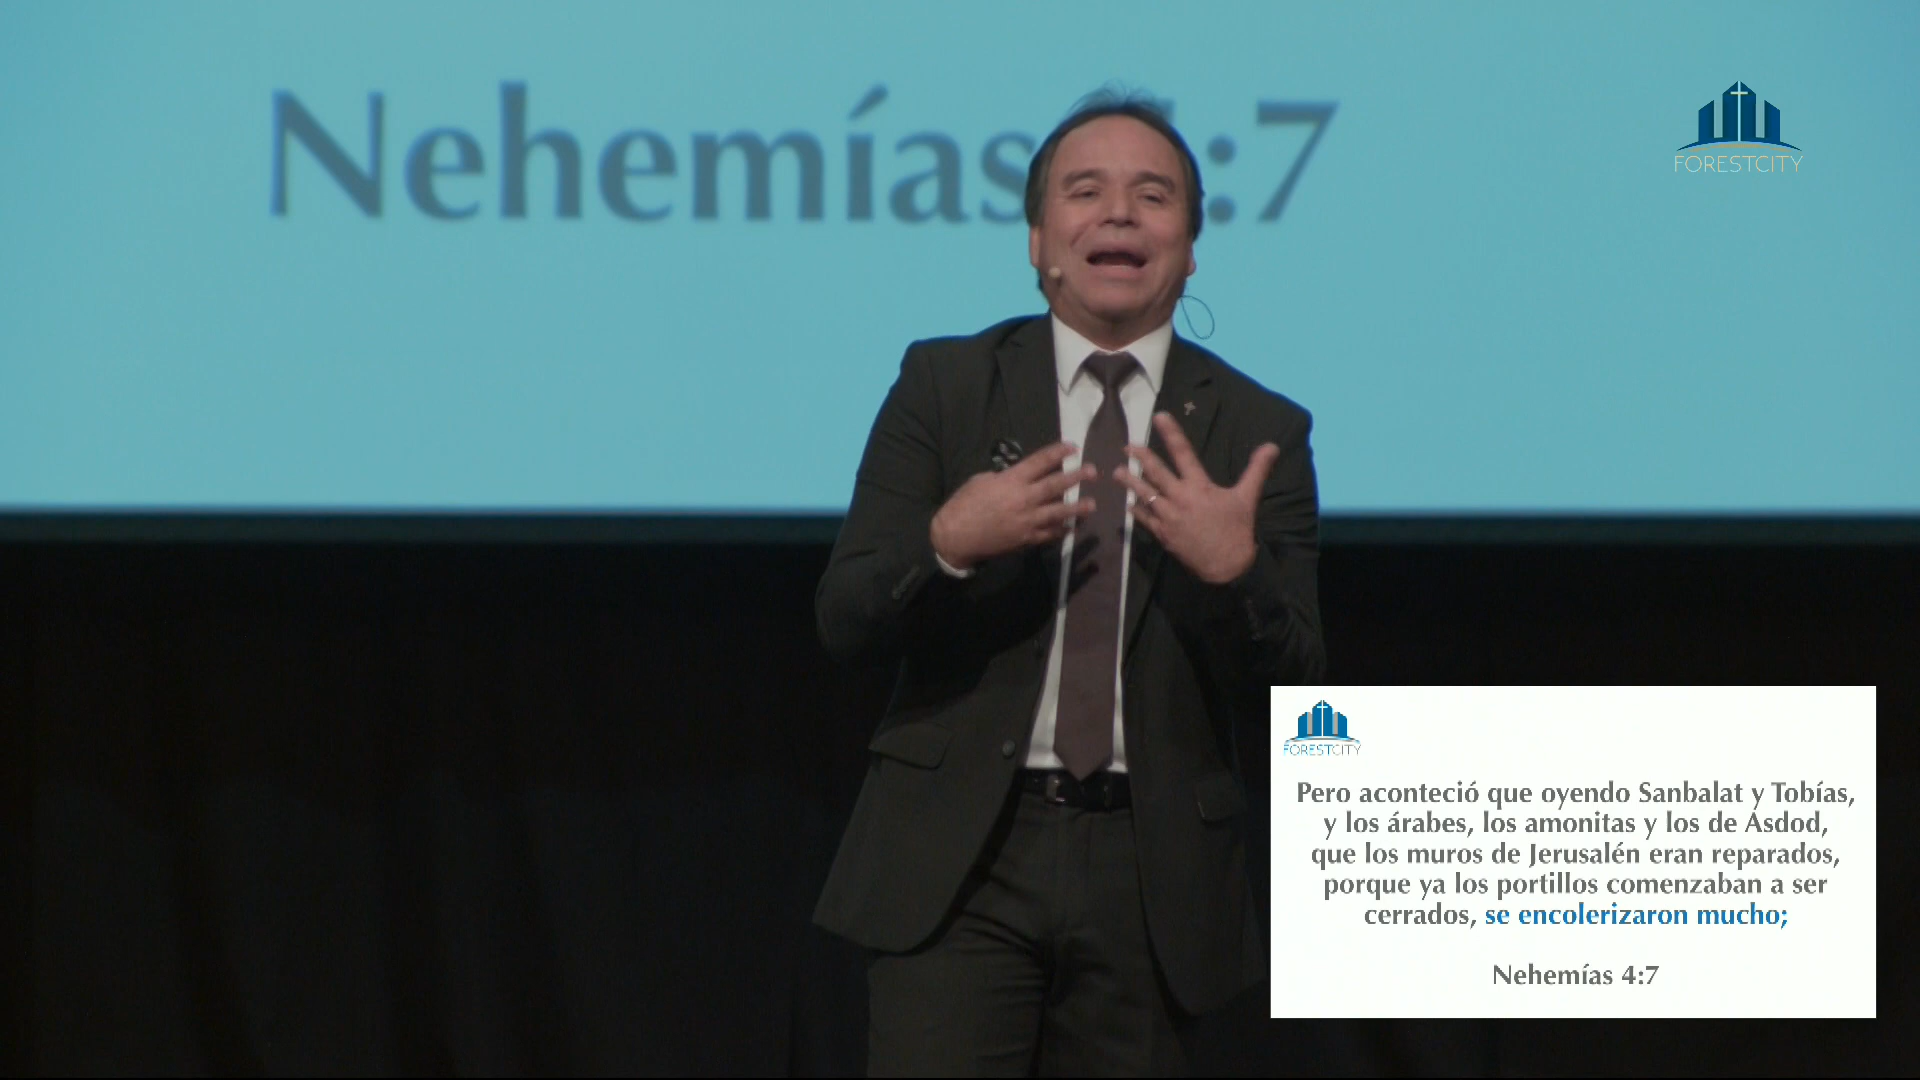 Nehemías 4:7
FORESTCITY
FORESTCITY
Pero aconteció que oyendo Sanbalat y Tobías,
y los árabes, los amonitas y los de Asdod,
que los muros de Jerusalén eran reparados,
porque ya los portillos comenzaban a ser
cerrados, se encolerizaron mucho;
Nehemías 4:7